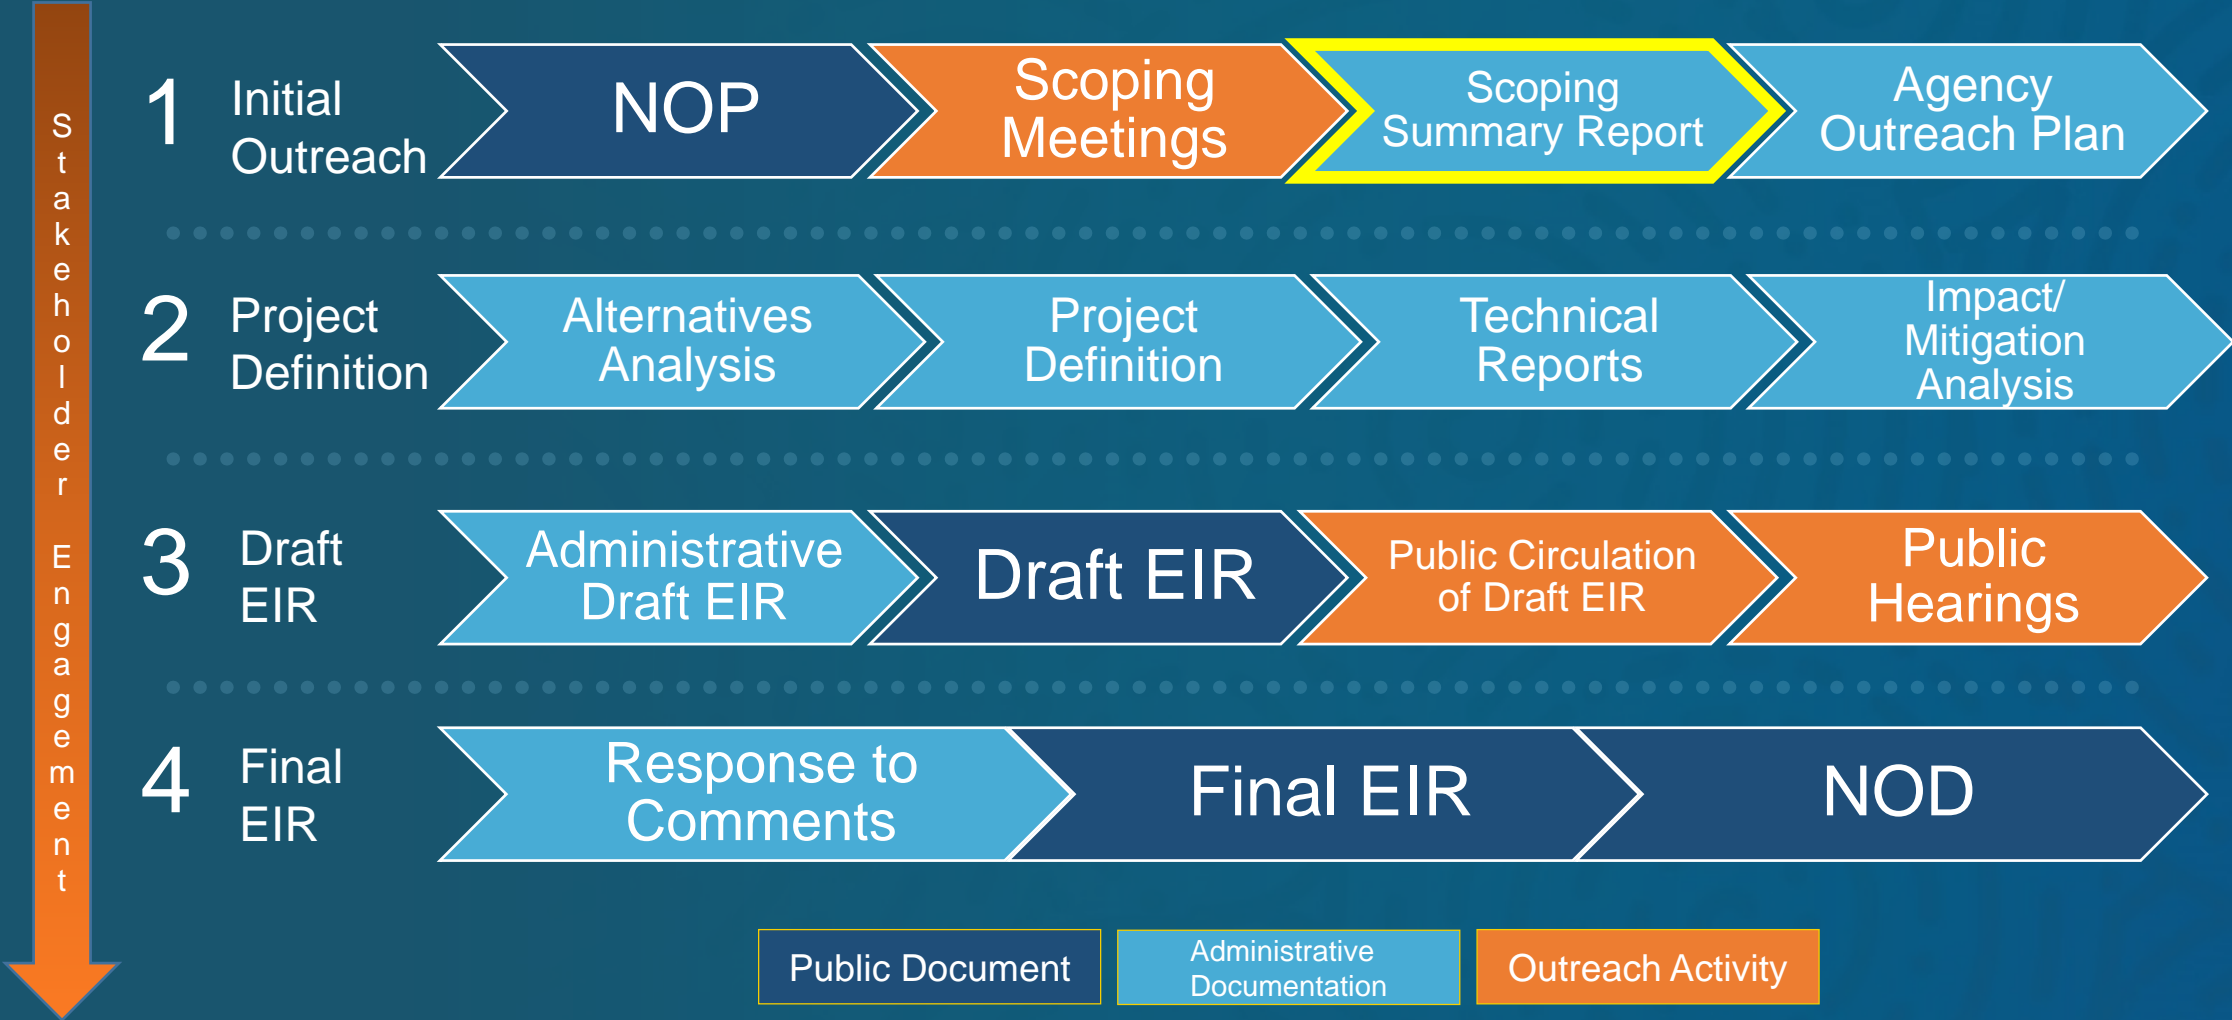 Stakeholder Engagement
1
Initial
Outreach
NOP
Scoping
Meetings
Scoping
Summary Report
Agency
Outreach Plan
2
Project
Definition
Alternatives
Analysis
Project
Definition
Technical
Reports
Impact/
Mitigation
Analysis
3
Draft
EIR
Administrative
Draft EIR
Draft EIR
Public Circulation
of Draft EIR
Public
Hearings
4
Final
EIR
Response to
Comments
Final EIR
NOD
Public Document
Administrative
Documentation
Outreach Activity